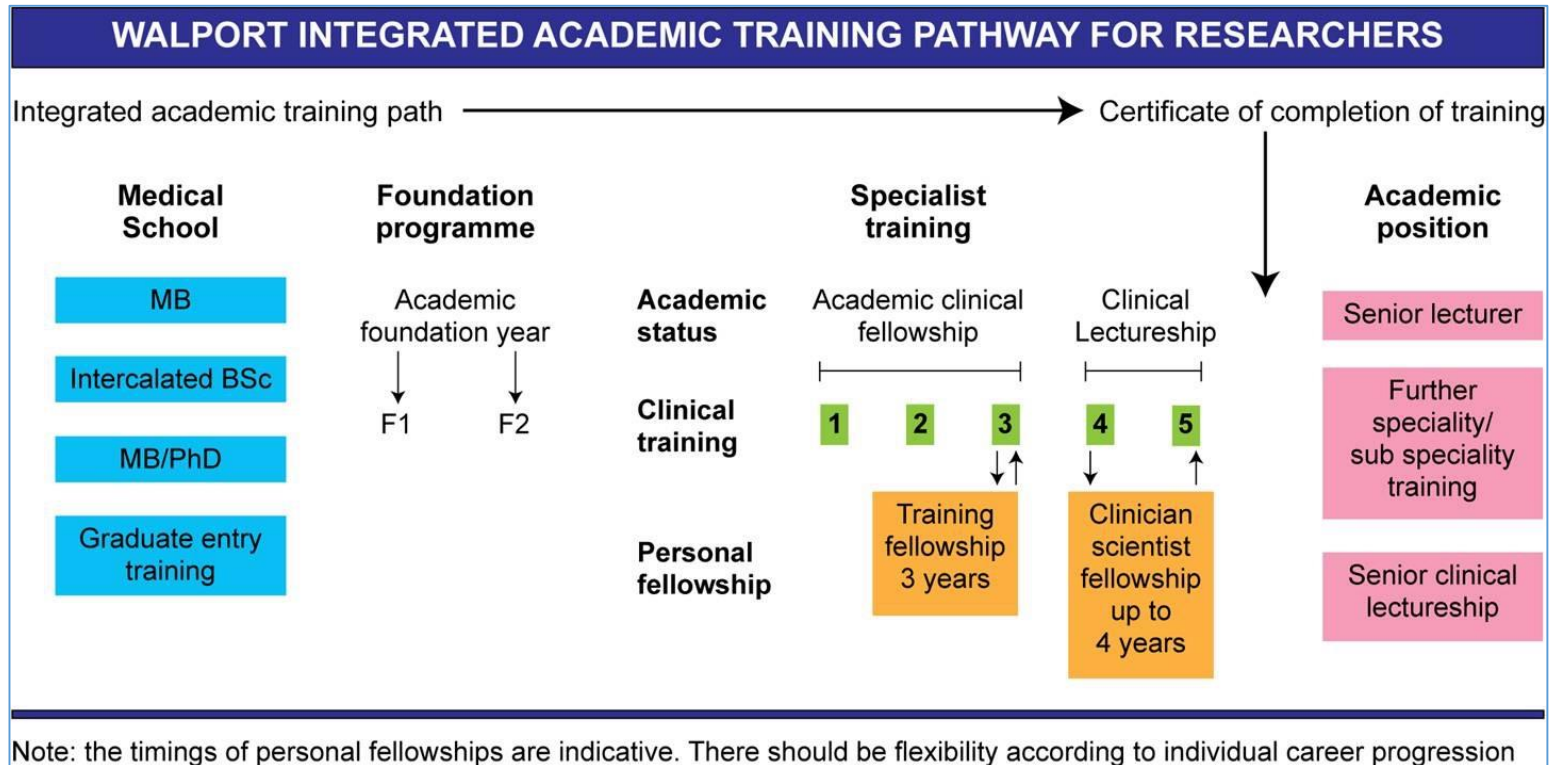 WALPORT INTEGRATED ACADEMIC TRAINING PATHWAY FOR RESEARCHERS
Integrated academic training path
Certificate of completion of training
Medical
School
MB
Intercalated BSc
MB/PhD
Graduate entry
training
Foundation
programme
Academic
foundation year
F1
F2
Specialist
training
Academic
status
Academic clinical
fellowship
Clinical
Lectureship
Clinical
training
1
2
3
4
5
Personal
fellowship
Training
fellowship
3 years
Clinician
scientist
fellowship
up to
4 years
Academic
position
Senior lecturer
Further
speciality/
sub speciality
training
Senior clinical
lectureship
Note: the timings of personal fellowships are indicative. There should be flexibility according to individual career progression